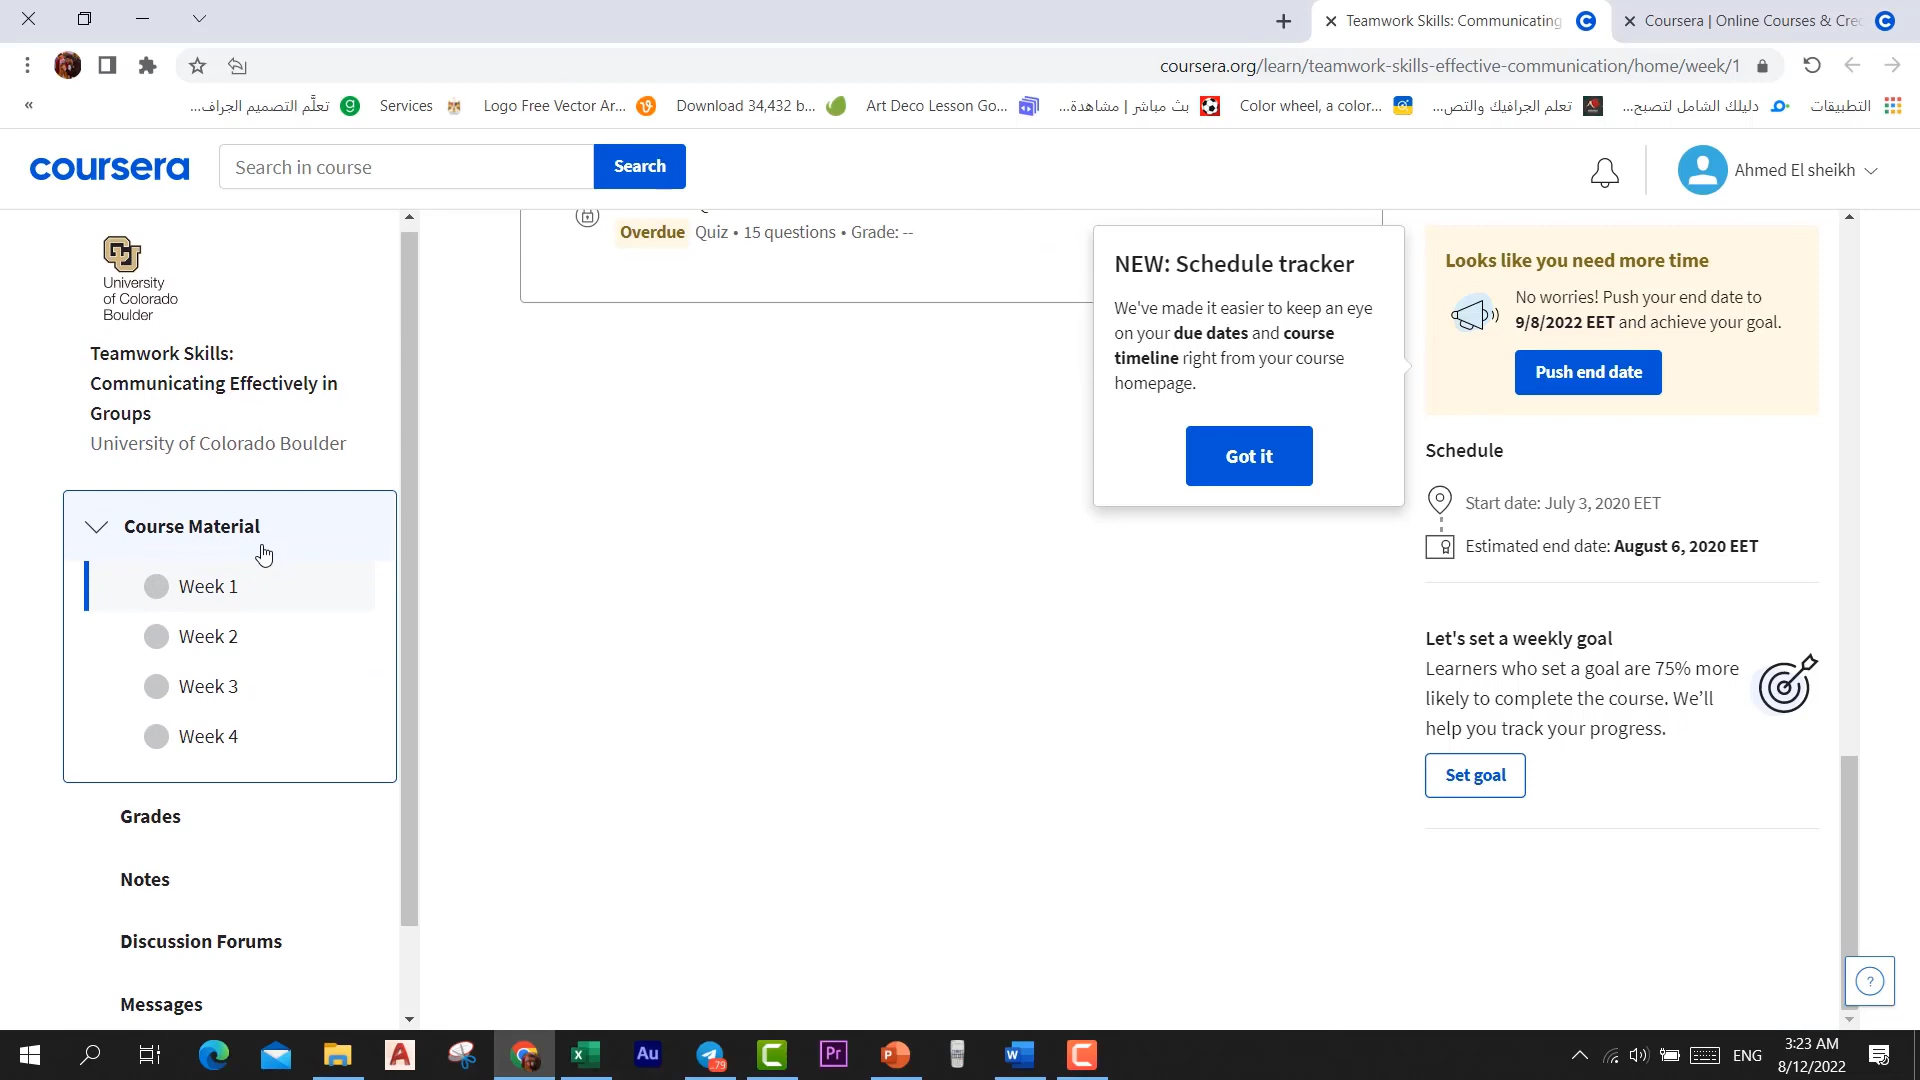 Teamwork Skills: Communicating
Coursera | Online Courses & Cre
coursera.org/learn/teamwork-skills-effective-communication/home/week/1
«
تعلَّم التصميم الجراف...
Services
Logo Free Vector Ar...
Download 34,432 b...
Art Deco Lesson Go...
بث مباشر | مشاهدة...
Color wheel, a color...
تعلم الجرافيك والتص...
دليلك الشامل لتصبح...
التطبيقات
coursera
Search in course
Search
Ahmed El sheikh
University
of Colorado
Boulder
Teamwork Skills:
Communicating Effectively in
Groups
University of Colorado Boulder
Course Material
Week 1
Week 2
Week 3
Week 4
Grades
Notes
Discussion Forums
Messages
Overdue Quiz • 15 questions • Grade: --
NEW: Schedule tracker
We've made it easier to keep an eye
on your due dates and course
timeline right from your course
homepage.
Got it
Looks like you need more time
No worries! Push your end date to
9/8/2022 EET and achieve your goal.
Push end date
Schedule
Start date: July 3, 2020 EET
Estimated end date: August 6, 2020 EET
Let's set a weekly goal
Learners who set a goal are 75% more
likely to complete the course. We’ll
help you track your progress.
Set goal
?
Au
79
Pr
ENG
3:23 AM
8/12/2022